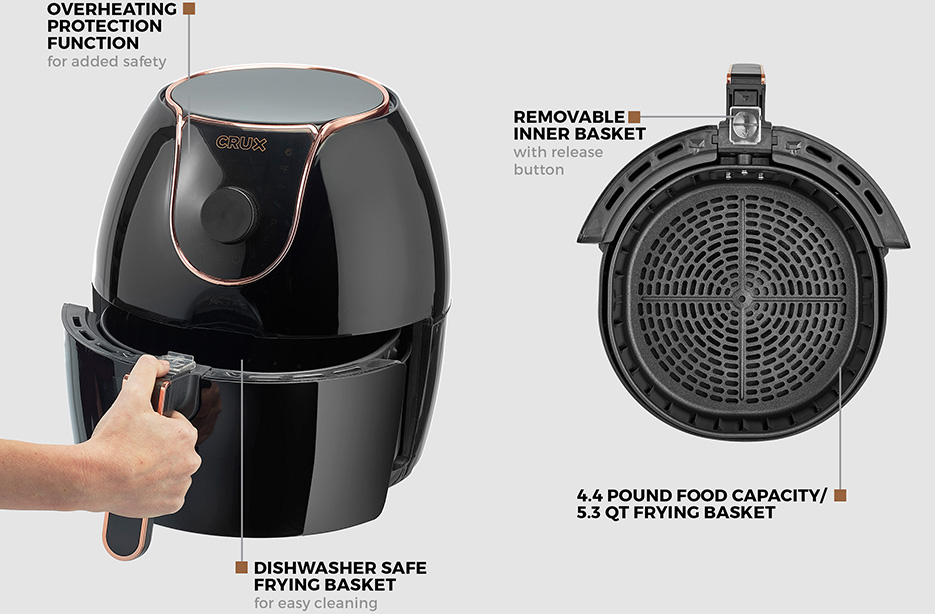 OVERHEATING
PROTECTION
FUNCTION
for added safety
CRUX
REMOVABLE
INNER BASKET
with release
button
4.4 POUND FOOD CAPACITY/
5.3 QT FRYING BASKET
DISHWASHER SAFE
FRYING BASKET
for easy cleaning